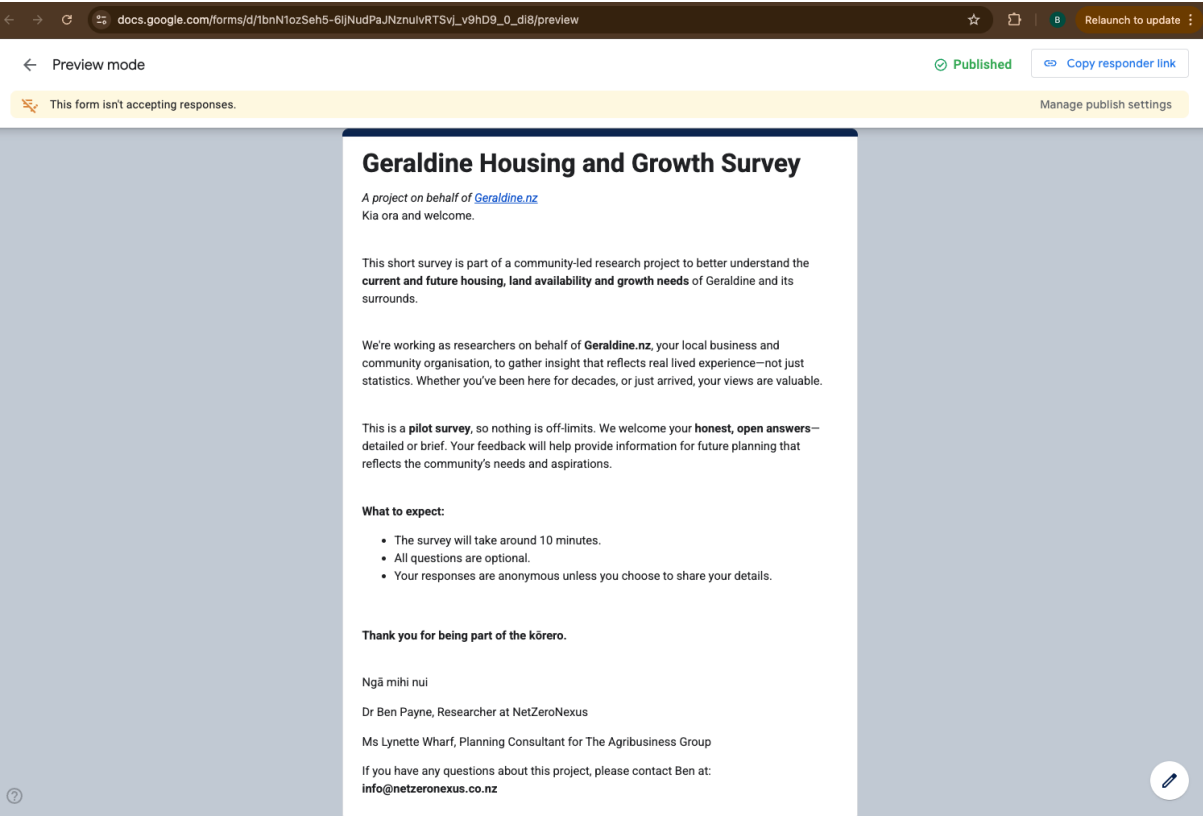 docs.google.com/forms/d/1bnN1ozSeh5-6IjNudPaJNznuIvRTSvj_v9hD9_0_di8/preview
B
Relaunch to update
Preview mode
Published
Copy responder link
This form isn't accepting responses.
Manage publish settings
Geraldine Housing and Growth Survey
A project on behalf of Geraldine.nz
Kia ora and welcome.
This short survey is part of a community-led research project to better understand the
current and future housing, land availability and growth needs of Geraldine and its
surrounds.
We're working as researchers on behalf of Geraldine.nz, your local business and
community organisation, to gather insight that reflects real lived experience—not just
statistics. Whether you've been here for decades, or just arrived, your views are valuable.
This is a pilot survey, so nothing is off-limits. We welcome your honest, open answers—
detailed or brief. Your feedback will help provide information for future planning that
reflects the community's needs and aspirations.
What to expect:
• The survey will take around 10 minutes.
• All questions are optional.
• Your responses are anonymous unless you choose to share your details.
Thank you for being part of the kōrero.
Ngā mihi nui
Dr Ben Payne, Researcher at NetZeroNexus
Ms Lynette Wharf, Planning Consultant for The Agribusiness Group
If you have any questions about this project, please contact Ben at:
info@netzeronexus.co.nz